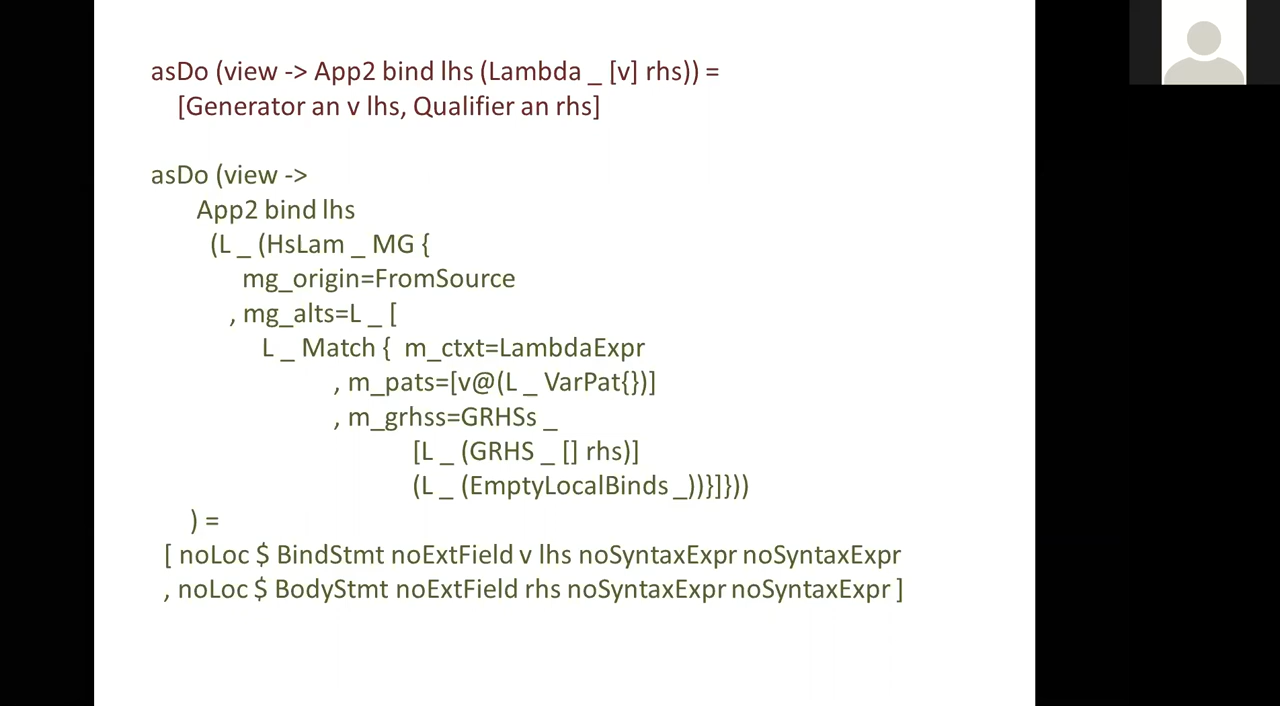 asDo (view -> App2 bind lhs (Lambda _ [v] rhs)) =
[Generator an v lhs, Qualifier an rhs]
asDo (view ->
App2 bind lhs
(L _ (HsLam _ MG {
mg_origin=FromSource
, mg_alts=L _ [
L _ Match { m_ctxt=LambdaExpr
, m_pats=[v@(L _ VarPat{})]
, m_grhss=GRHSs _
[L _ (GRHS _ [] rhs)]
(L _ (EmptyLocalBinds _))}]}))
) =
[ noLoc $ BindStmt noExtField v lhs noSyntaxExpr noSyntaxExpr
, noLoc $ BodyStmt noExtField rhs noSyntaxExpr noSyntaxExpr ]